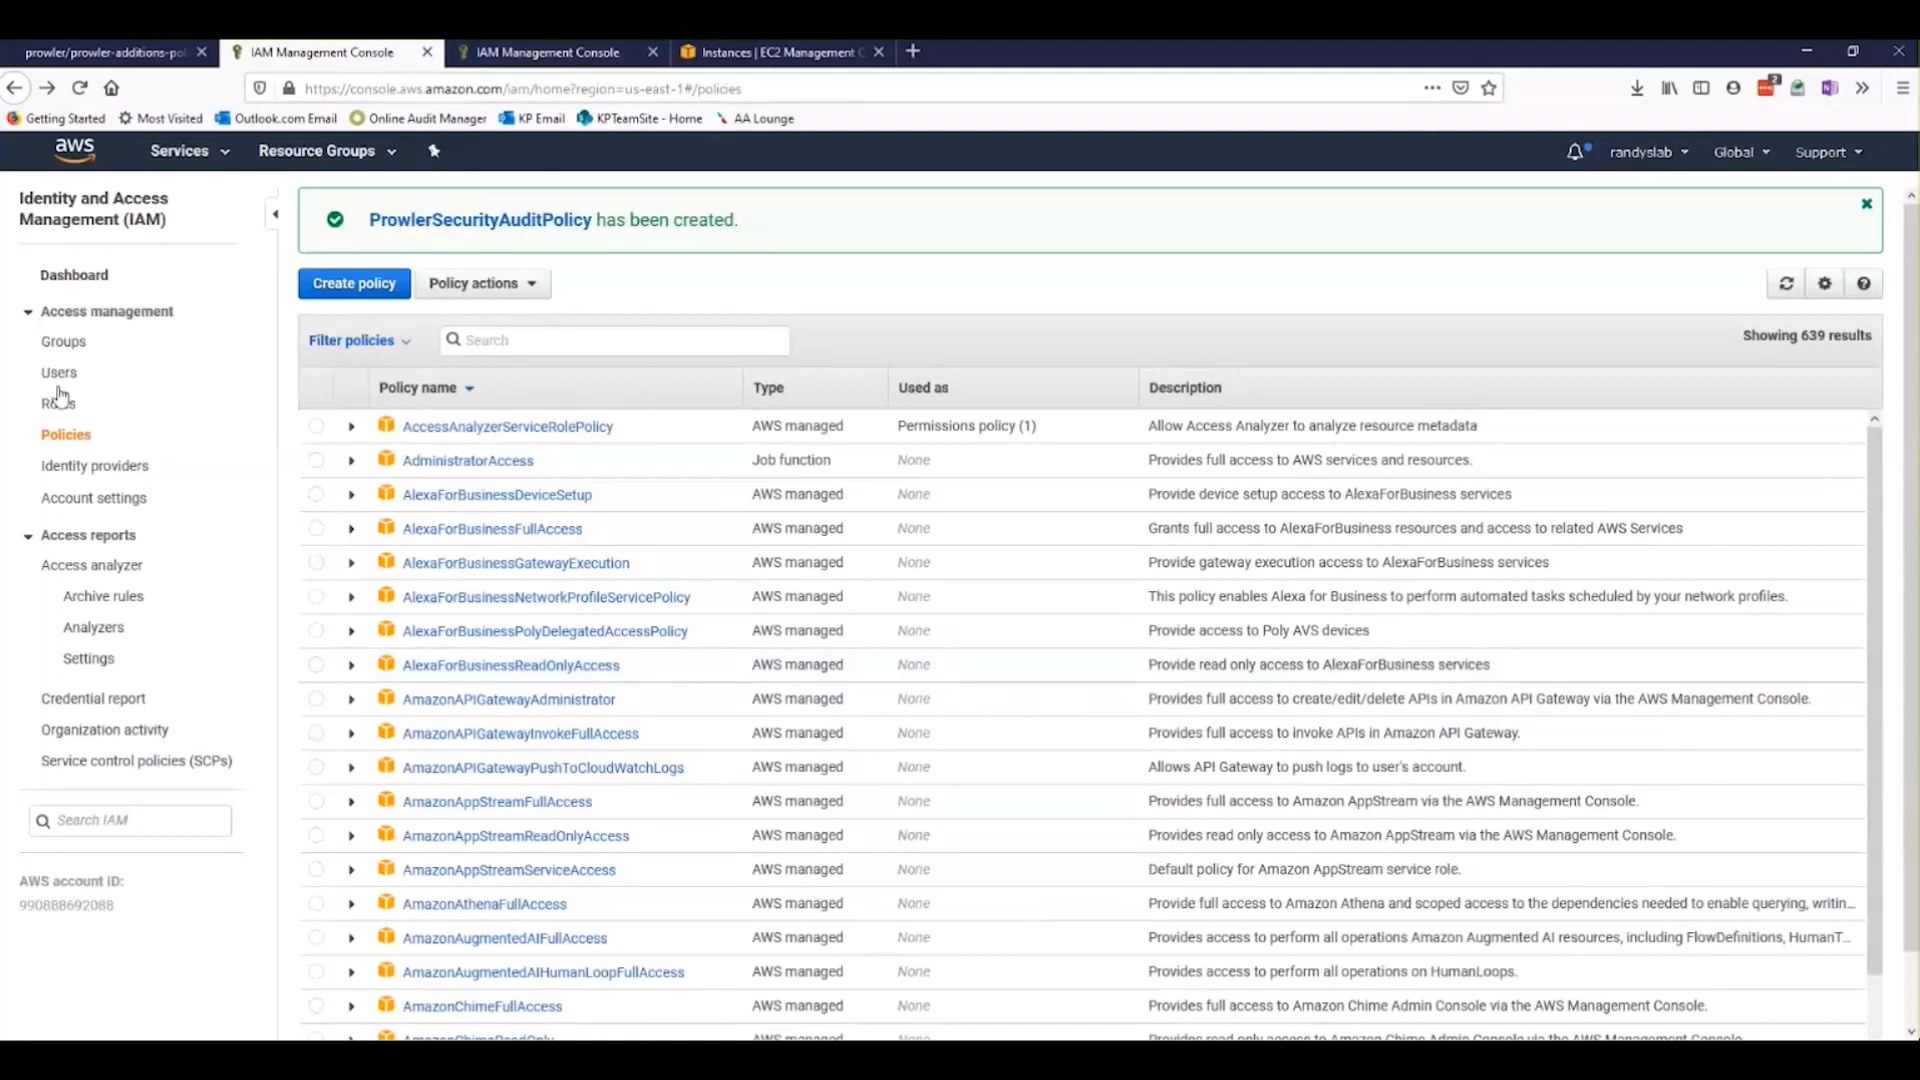 prowler/prowler-additions-pol
IAM Management Console
IAM Management Console
Instances | EC2 Management C
https://console.aws.amazon.com/iam/home?region=us-east-1#/policies
2
Getting Started
Most Visited
Outlook.com Email
Online Audit Manager
KP Email
KPTeamSite - Home
AA Lounge
aws
Services
Resource Groups
randyslab
Global
Support
Identity and Access
Management (IAM)
Dashboard
Access management
Groups
Users
Policies
Identity providers
Account settings
Access reports
Access analyzer
Archive rules
Analyzers
Settings
Credential report
Organization activity
Service control policies (SCPs)
Search IAM
AWS account ID:
990888692088
ProwlerSecurityAuditPolicy has been created.
Create policy
Policy actions
Filter policies
Search
Showing 639 results
Policy name Type Used as Description
AccessAnalyzerServiceRolePolicy AWS managed Permissions policy (1) Allow Access Analyzer to analyze resource metadata
AdministratorAccess Job function None Provides full access to AWS services and resources.
AlexaForBusinessDeviceSetup AWS managed None Provide device setup access to AlexaForBusiness services
AlexaForBusinessFullAccess AWS managed None Grants full access to AlexaForBusiness resources and access to related AWS Services
AlexaForBusinessGatewayExecution AWS managed None Provide gateway execution access to AlexaForBusiness services
AlexaForBusinessNetworkProfileServicePolicy AWS managed None This policy enables Alexa for Business to perform automated tasks scheduled by your network profiles.
AlexaForBusinessPolyDelegatedAccessPolicy AWS managed None Provide access to Poly AVS devices
AlexaForBusinessReadOnlyAccess AWS managed None Provide read only access to AlexaForBusiness services
AmazonAPIGatewayAdministrator AWS managed None Provides full access to create/edit/delete APIs in Amazon API Gateway via the AWS Management Console.
AmazonAPIGatewayInvokeFullAccess AWS managed None Provides full access to invoke APIs in Amazon API Gateway.
AmazonAPIGatewayPushToCloudWatchLogs AWS managed None Allows API Gateway to push logs to user's account.
AmazonAppStreamFullAccess AWS managed None Provides full access to Amazon AppStream via the AWS Management Console.
AmazonAppStreamReadOnlyAccess AWS managed None Provides read only access to Amazon AppStream via the AWS Management Console.
AmazonAppStreamServiceAccess AWS managed None Default policy for Amazon AppStream service role.
AmazonAthenaFullAccess AWS managed None Provide full access to Amazon Athena and scoped access to the dependencies needed to enable querying, writin...
AmazonAugmentedAIFullAccess AWS managed None Provides access to perform all operations Amazon Augmented AI resources, including FlowDefinitions, HumanT...
AmazonAugmentedAIHumanLoopFullAccess AWS managed None Provides access to perform all operations on HumanLoops.
AmazonChimeFullAccess AWS managed None Provides full access to Amazon Chime Admin Console via the AWS Management Console.